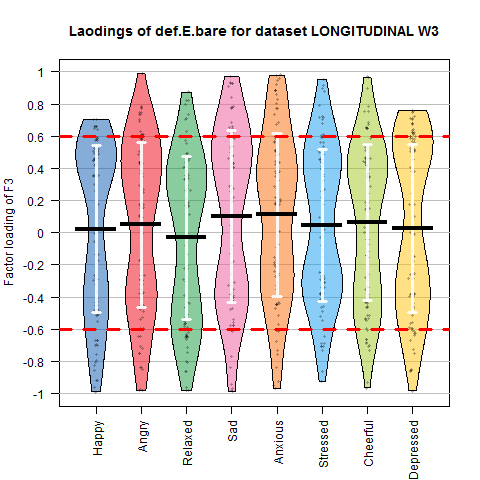 Laodings of def.E.bare for dataset LONGITUDINAL W3
Factor loading of F3
1
0.8
0.6
0.4
0.2
0
-0.2
-0.4
-0.6
-0.8
-1
Happy
Angry
Relaxed
Sad
Anxious
Stressed
Cheerful
Depressed